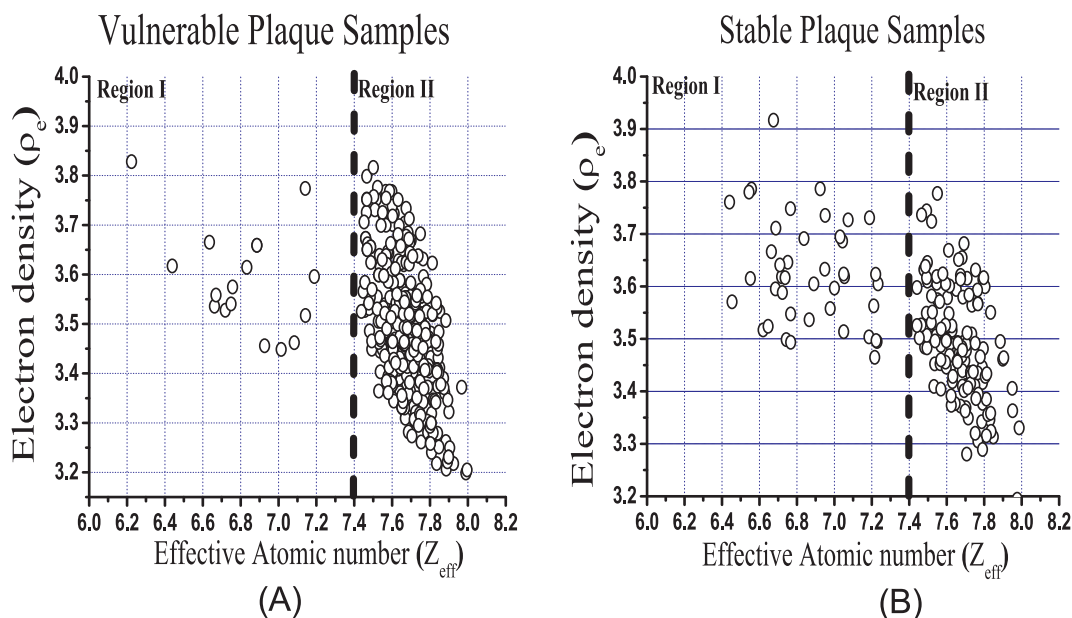 Vulnerable Plaque Samples
Electron density (ρe)
4.0
3.9
3.8
3.7
3.6
3.5
3.4
3.3
3.2
Region I
Region II
6.0 6.2 6.4 6.6 6.8 7.0 7.2 7.4 7.6 7.8 8.0 8.2
Effective Atomic number (Zeff)
(A)
Stable Plaque Samples
Electron density (ρe)
4.0
3.9
3.8
3.7
3.6
3.5
3.4
3.3
3.2
Region I
Region II
6.0 6.2 6.4 6.6 6.8 7.0 7.2 7.4 7.6 7.8 8.0 8.2
Effective Atomic number (Zeff)
(B)